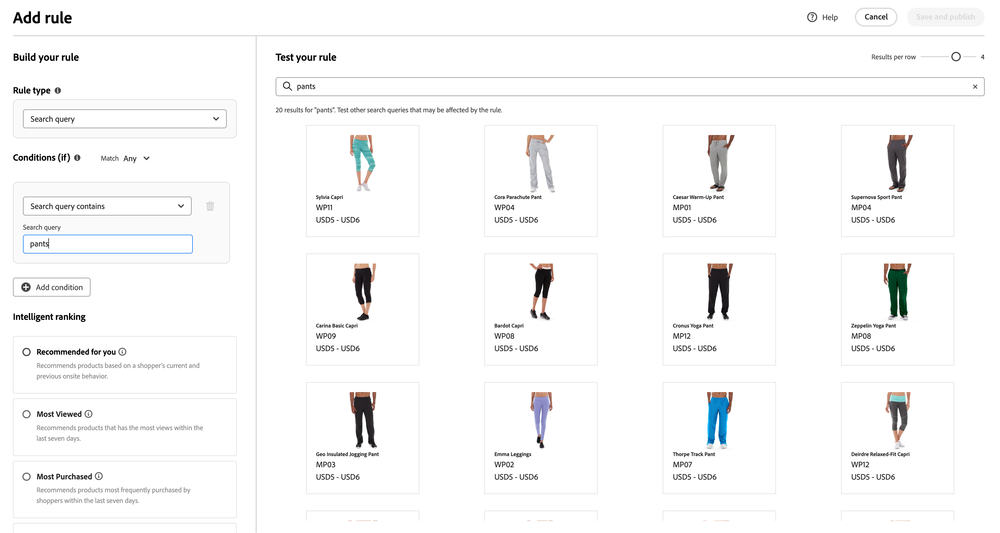 Add rule
Help
Cancel
Save and publish
Build your rule
Rule type
Search query
Conditions (if)
Match Any
Search query contains
Search query
pants
Add condition
Intelligent ranking
Recommended for you
Recommends products based on a shopper's current and
previous onsite behavior.
Most Viewed
Recommends products that has the most views within the
last seven days.
Most Purchased
Recommends products most frequently purchased by
shoppers within the last seven days.
Test your rule
Results per row 4
pants
20 results for "pants". Test other search queries that may be affected by the rule.
Sylvia Capri
WP11
USD5 - USD6
Cora Parachute Pant
WP04
USD5 - USD6
Caesar Warm-Up Pant
MP01
USD5 - USD6
Supernova Sport Pant
MP04
USD5 - USD6
Carina Basic Capri
WP09
USD5 - USD6
Bardot Capri
WP08
USD5 - USD6
Cronus Yoga Pant
MP12
USD5 - USD6
Zeppelin Yoga Pant
MP08
USD5 - USD6
Geo Insulated Jogging Pant
MP03
USD5 - USD6
Emma Leggings
WP02
USD5 - USD6
Thorpe Track Pant
MP07
USD5 - USD6
Deirdre Relaxed-Fit Capri
WP12
USD5 - USD6